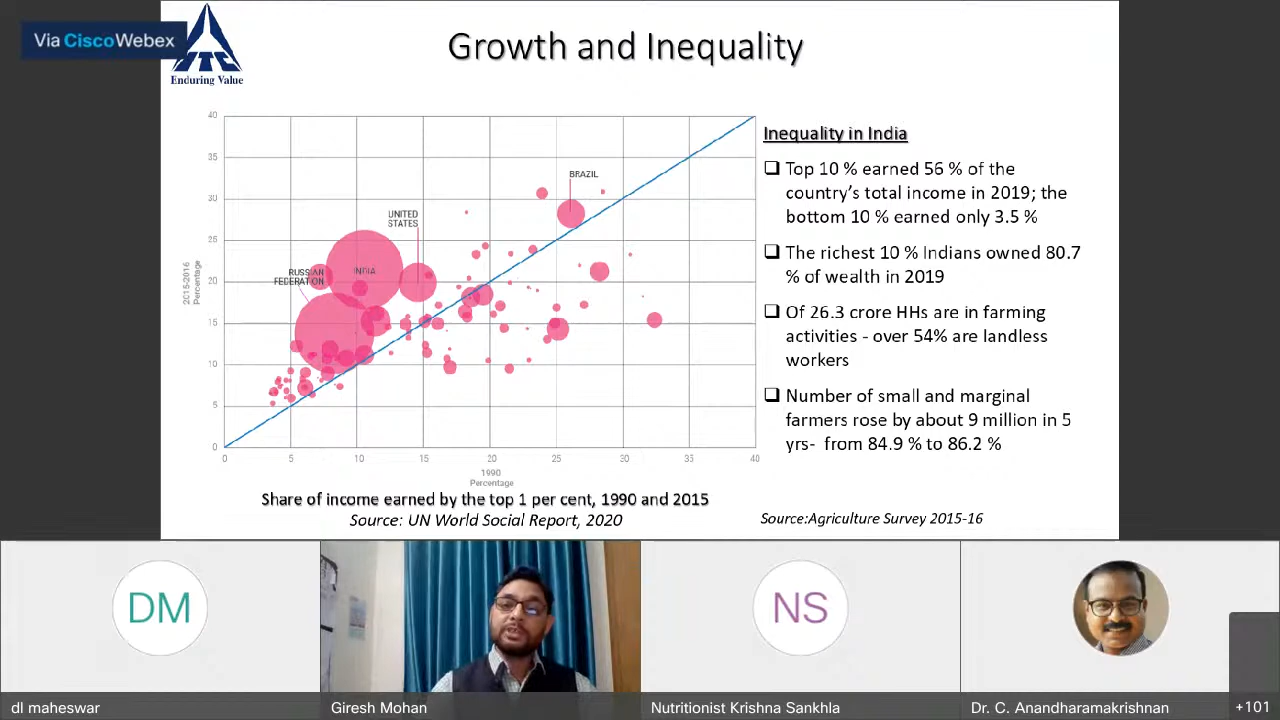 Via CiscoWebex
ITC
Enduring Value
Growth and Inequality
40
35
30
25
20
15
10
5
0
2015-2016
Percentage
BRAZIL
UNITED
STATES
RUSSIAN
FEDERATION
INDIA
0
5
10
15
20
25
30
35
40
1990
Percentage
Share of income earned by the top 1 per cent, 1990 and 2015
Source: UN World Social Report, 2020
Inequality in India
Top 10 % earned 56 % of the
country's total income in 2019; the
bottom 10 % earned only 3.5 %
The richest 10 % Indians owned 80.7
% of wealth in 2019
Of 26.3 crore HHs are in farming
activities - over 54% are landless
workers
Number of small and marginal
farmers rose by about 9 million in 5
yrs- from 84.9 % to 86.2 %
Source:Agriculture Survey 2015-16
DM
NS
dl maheswar
Giresh Mohan
Nutritionist Krishna Sankhla
Dr. C. Anandharamakrishnan
+101